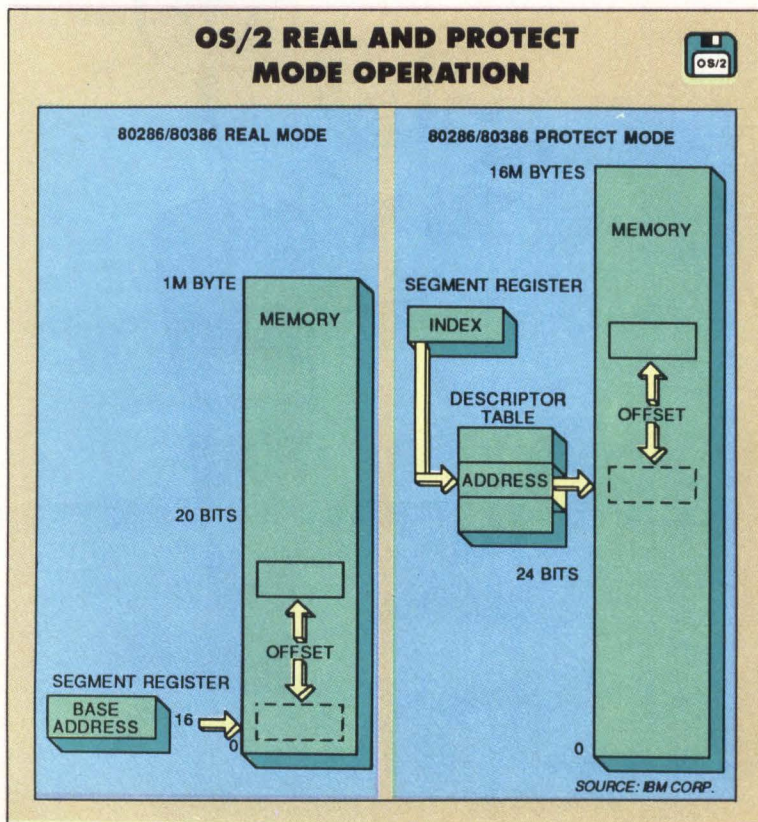 OS/2 REAL AND PROTECT
MODE OPERATION
OS/2
80286/80386 REAL MODE
1M BYTE
MEMORY
20 BITS
OFFSET
SEGMENT REGISTER
BASE
ADDRESS
16
0
80286/80386 PROTECT MODE
16M BYTES
MEMORY
SEGMENT REGISTER
INDEX
DESCRIPTOR
TABLE
OFFSET
ADDRESS
24 BITS
0
SOURCE: IBM CORP.